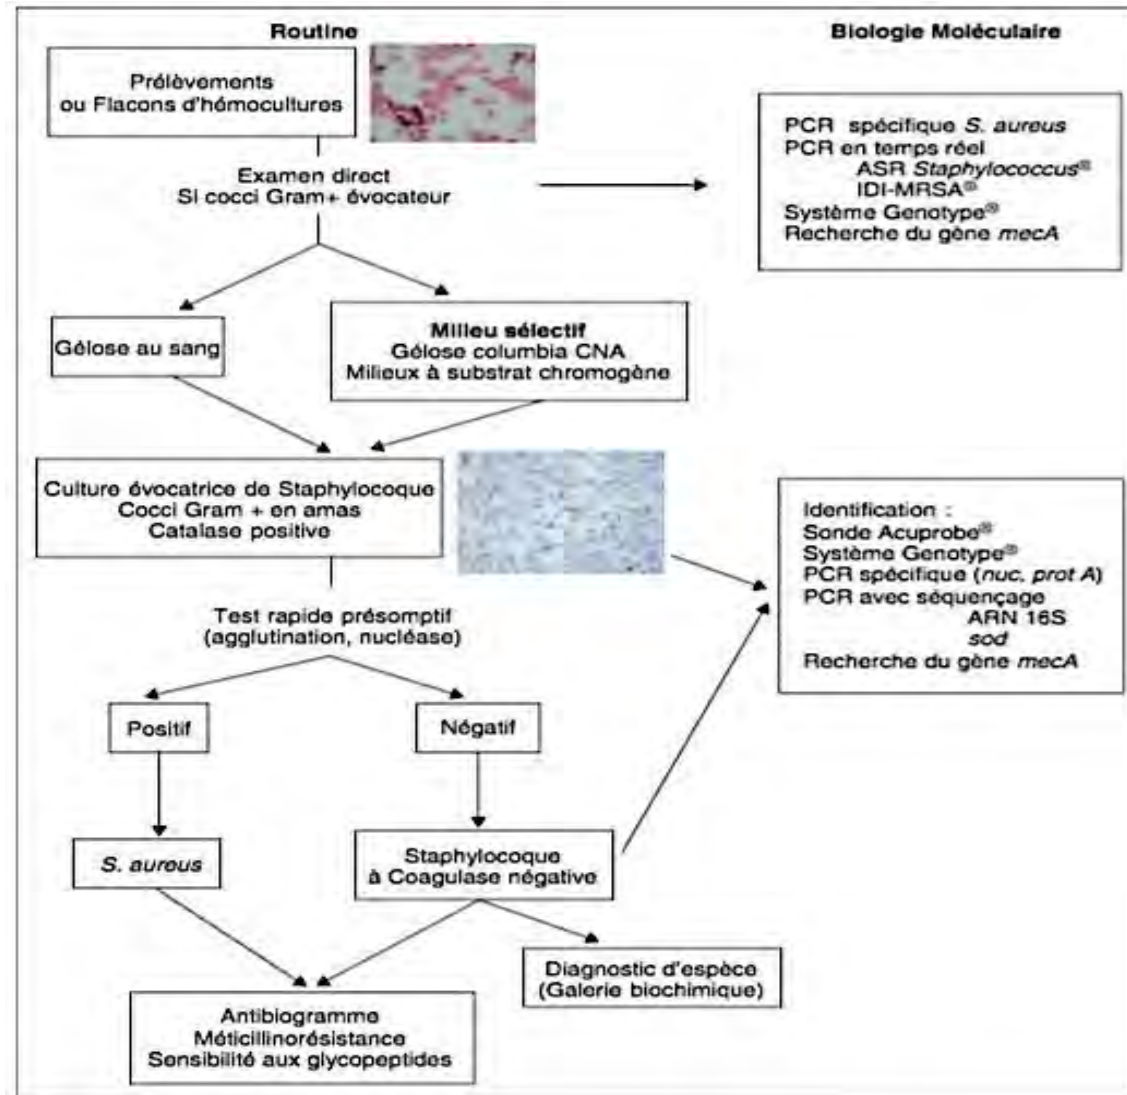 Routine
Biologie Moléculaire
Prélèvements
ou Flacons d'hémocultures
Examen direct
Si cocci Gram+ évocateur
PCR spécifique S. aureus
PCR en temps réel
ASR Staphylococcus®
IDI-MRSA®
Système Genotype®
Recherche du gène mecA
Gélose au sang
Milieu sélectif
Gélose columbia CNA
Milieux à substrat chromogène
Culture évocatrice de Staphylocoque
Cocci Gram + en amas
Catalase positive
Identification :
Sonde Acuprobe®
Système Genotype®
PCR spécifique (nuc, prot A)
PCR avec séquençage
ARN 16S
sod
Recherche du gène mecA
Test rapide présomptif
(agglutination, nucléase)
Positif
Négatif
S. aureus
Staphylocoque
à Coagulase négative
Diagnostic d'espèce
(Galerie biochimique)
Antibiogramme
Méticillinorésistance
Sensibilité aux glycopeptides